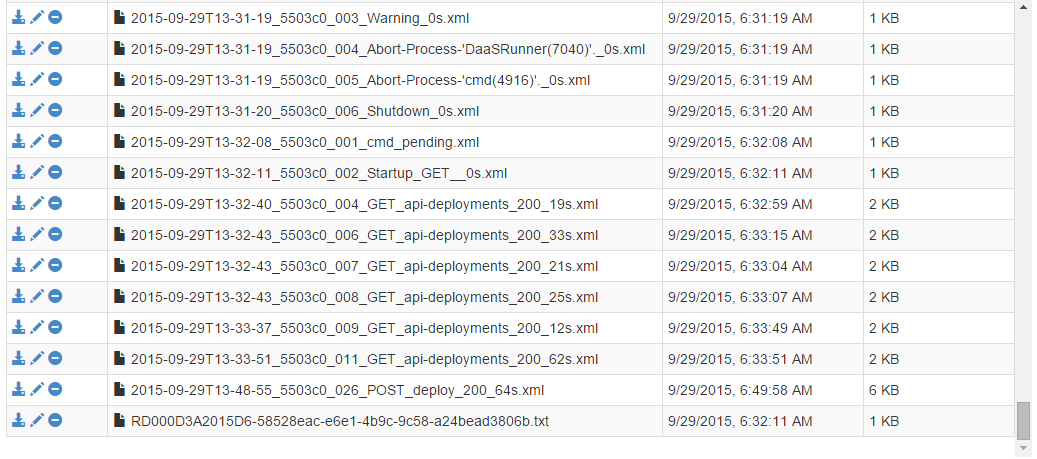 2015-09-29T13-31-19_5503c0_003_Warning_0s.xml 9/29/2015, 6:31:19 AM 1 KB
2015-09-29T13-31-19_5503c0_004_Abort-Process-'DaaSRunner(7040)'._0s.xml 9/29/2015, 6:31:19 AM 1 KB
2015-09-29T13-31-19_5503c0_005_Abort-Process-'cmd(4916)'._0s.xml 9/29/2015, 6:31:19 AM 1 KB
2015-09-29T13-31-20_5503c0_006_Shutdown_0s.xml 9/29/2015, 6:31:20 AM 1 KB
2015-09-29T13-32-08_5503c0_001_cmd_pending.xml 9/29/2015, 6:32:08 AM 1 KB
2015-09-29T13-32-11_5503c0_002_Startup_GET__0s.xml 9/29/2015, 6:32:11 AM 1 KB
2015-09-29T13-32-40_5503c0_004_GET_api-deployments_200_19s.xml 9/29/2015, 6:32:59 AM 2 KB
2015-09-29T13-32-43_5503c0_006_GET_api-deployments_200_33s.xml 9/29/2015, 6:33:15 AM 2 KB
2015-09-29T13-32-43_5503c0_007_GET_api-deployments_200_21s.xml 9/29/2015, 6:33:04 AM 2 KB
2015-09-29T13-32-43_5503c0_008_GET_api-deployments_200_25s.xml 9/29/2015, 6:33:07 AM 2 KB
2015-09-29T13-33-37_5503c0_009_GET_api-deployments_200_12s.xml 9/29/2015, 6:33:49 AM 2 KB
2015-09-29T13-33-51_5503c0_011_GET_api-deployments_200_62s.xml 9/29/2015, 6:33:51 AM 2 KB
2015-09-29T13-48-55_5503c0_026_POST_deploy_200_64s.xml 9/29/2015, 6:49:58 AM 6 KB
RD000D3A2015D6-58528eac-e6e1-4b9c-9c58-a24bead3806b.txt 9/29/2015, 6:32:11 AM 1 KB